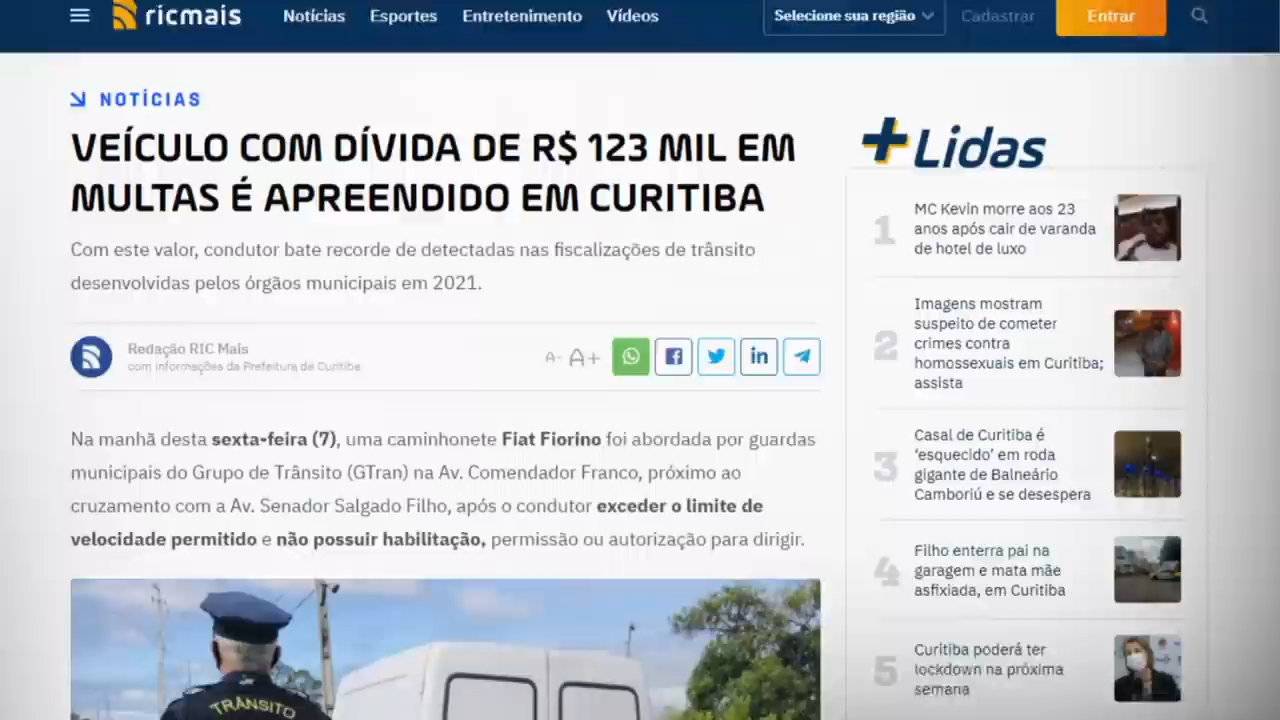 ricmais
Notícias
Esportes
Entretenimento
Vídeos
Selecione sua região
Cadastrar
Entrar
NOTÍCIAS
VEÍCULO COM DÍVIDA DE R$ 123 MIL EM
MULTAS É APREENDIDO EM CURITIBA
Com este valor, condutor bate recorde de detectadas nas fiscalizações de trânsito
desenvolvidas pelos órgãos municipais em 2021.
Redação RIC Mais
com informações da Prefeitura de Curitiba
A- A+
Na manhã desta sexta-feira (7), uma caminhonete Fiat Fiorino foi abordada por guardas
municipais do Grupo de Trânsito (GTran) na Av. Comendador Franco, próximo ao
cruzamento com a Av. Senador Salgado Filho, após o condutor exceder o limite de
velocidade permitido e não possuir habilitação, permissão ou autorização para dirigir.
TRÂNSITO
+Lidas
1
MC Kevin morre aos 23
anos após cair de varanda
de hotel de luxo
2
Imagens mostram
suspeito de cometer
crimes contra
homossexuais em Curitiba;
assista
3
Casal de Curitiba é
‘esquecido’ em roda
gigante de Balneário
Camboriú e se desespera
4
Filho enterra pai na
garagem e mata mãe
asfixiada, em Curitiba
5
Curitiba poderá ter
lockdown na próxima
semana